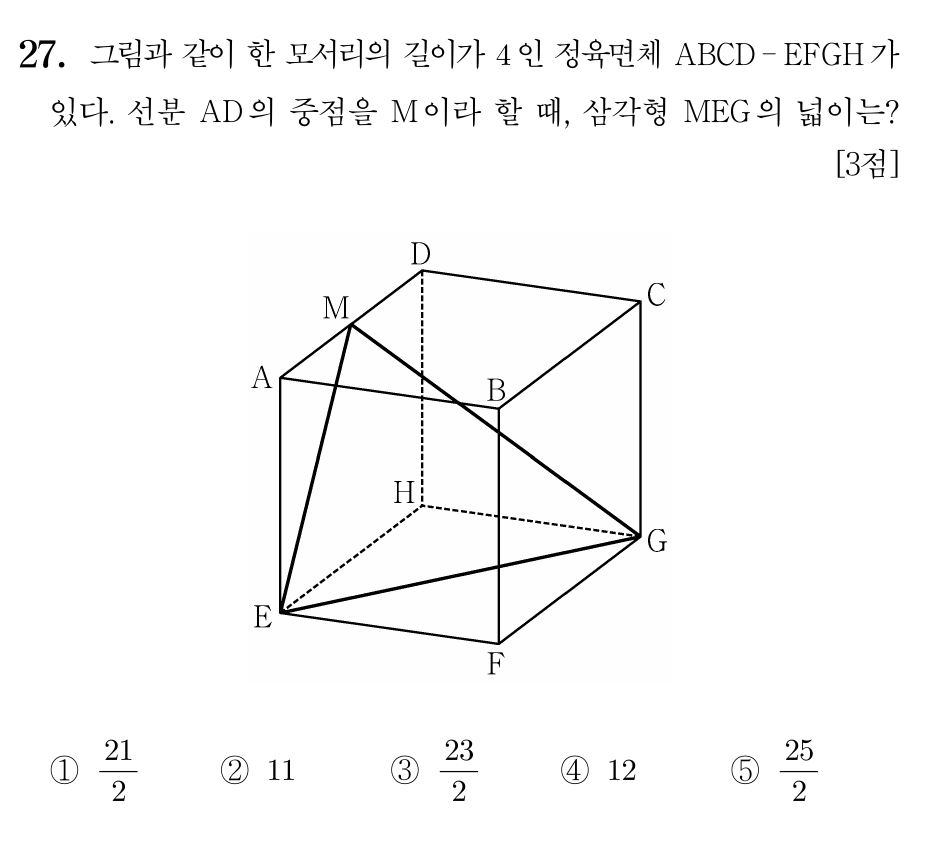 27. 그림과 같이 한 모서리의 길이가 4인 정육면체 ABCD-EFGH가
있다. 선분 AD의 중점을 M이라 할 때, 삼각형 MEG의 넓이는?
[3점]
D
C
M
A
B
H
G
E
F
① 21/2 ② 11 ③ 23/2 ④ 12 ⑤ 25/2